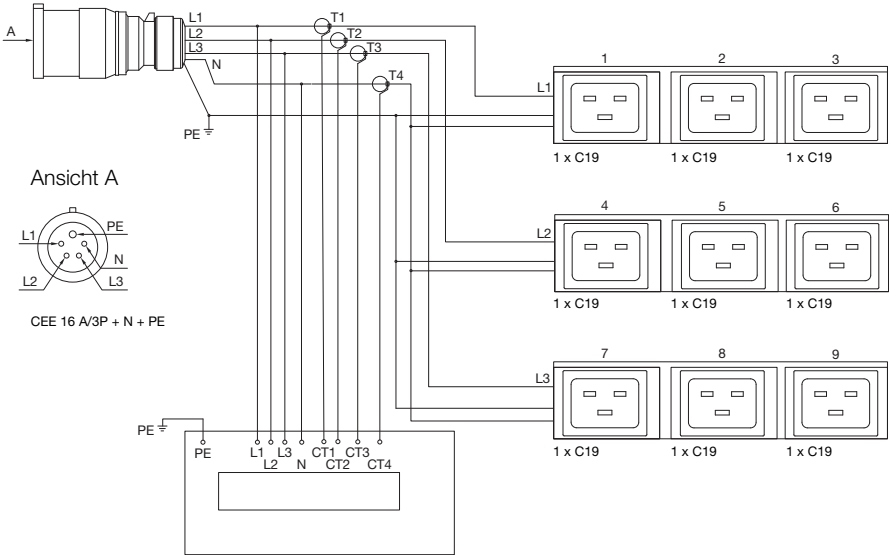 L1
T1
A
L2
T2
L3
T3
N
T4
PE
L1
1 2 3
1 x C19 1 x C19 1 x C19
Ansicht A
L1
PE
N
L2
L3
CEE 16 A/3P + N + PE
L2
4 5 6
1 x C19 1 x C19 1 x C19
L3
7 8 9
1 x C19 1 x C19 1 x C19
PE
PE L1 L3 CT1 CT3
L2 N CT2 CT4